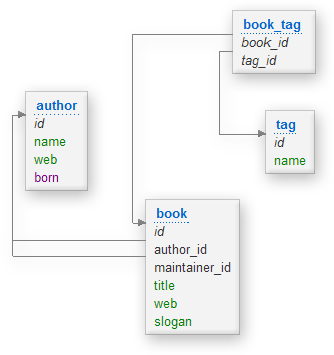 book_tag
book_id
tag_id
author
id
name
web
born
tag
id
name
book
id
author_id
maintainer_id
title
web
slogan